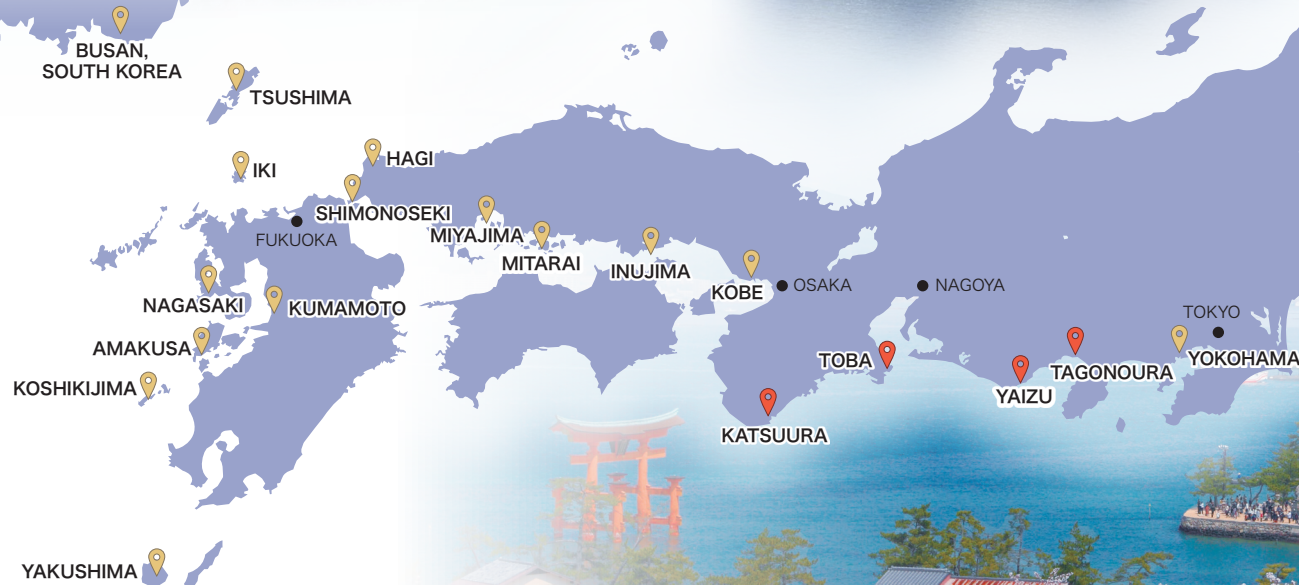 BUSAN,
SOUTH KOREA
TSUSHIMA
HAGI
IKI
SHIMONOSEKI
FUKUOKA
MIYAJIMA
MITARAI
INUJIMA
KOBE
OSAKA
NAGOYA
NAGASAKI
KUMAMOTO
TOKYO
AMAKUSA
TOBA
YOKOHAMA
TAGONOURA
KOSHIKIJIMA
YAIZU
KATSUURA
YAKUSHIMA